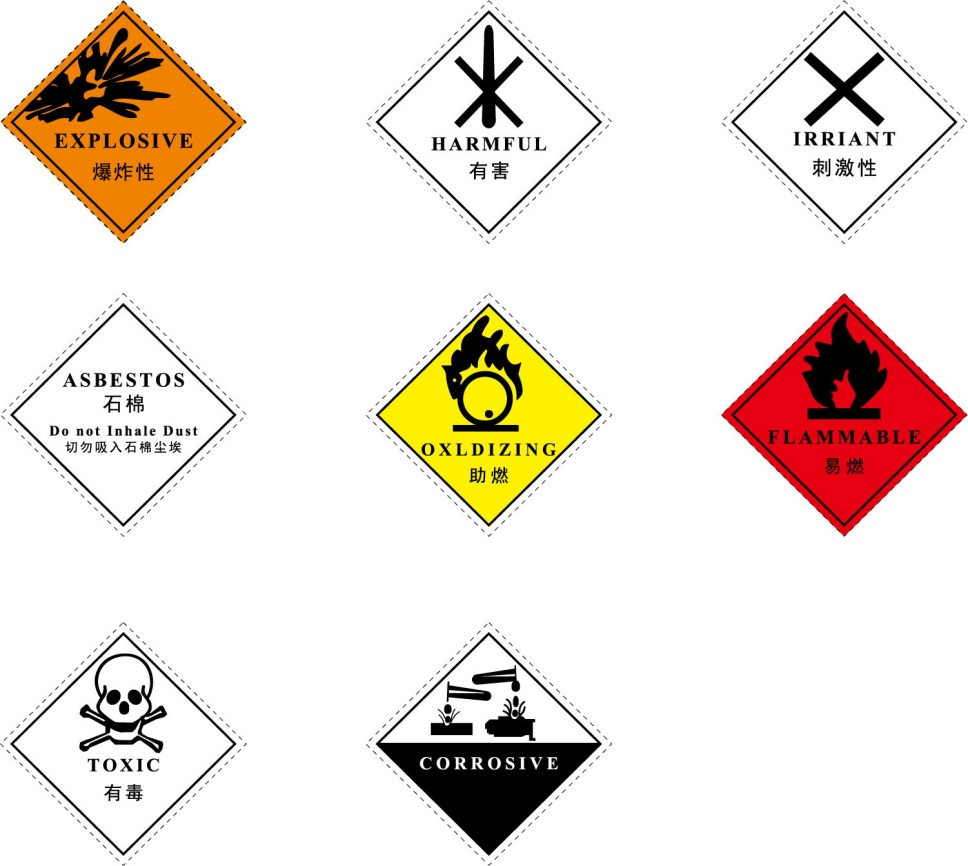 EXPLOSIVE
爆炸性
HARMFUL
有害
IRRIANT
刺激性
ASBESTOS
石棉
Do not Inhale Dust
切勿吸入石棉尘埃
OXLDIZING
助燃
FLAMMABLE
易燃
TOXIC
有毒
CORROSIVE